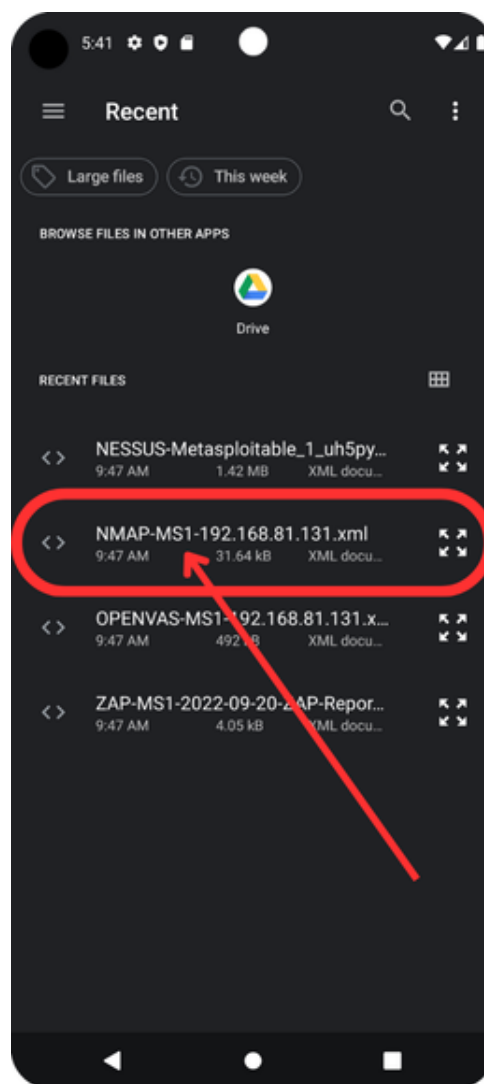 5:41
Recent
Large files
This week
BROWSE FILES IN OTHER APPS
Drive
RECENT FILES
NESSUS-Metasploitable_1_uh5py...
9:47 AM 1.42 MB XML docu...
NMAP-MS1-192.168.81.131.xml
9:47 AM 31.64 kB XML docu...
OPENVAS-MS1-192.168.81.131.x...
9:47 AM 492 kB XML docu...
ZAP-MS1-2022-09-20-ZAP-Repor...
9:47 AM 4.05 kB XML docu...